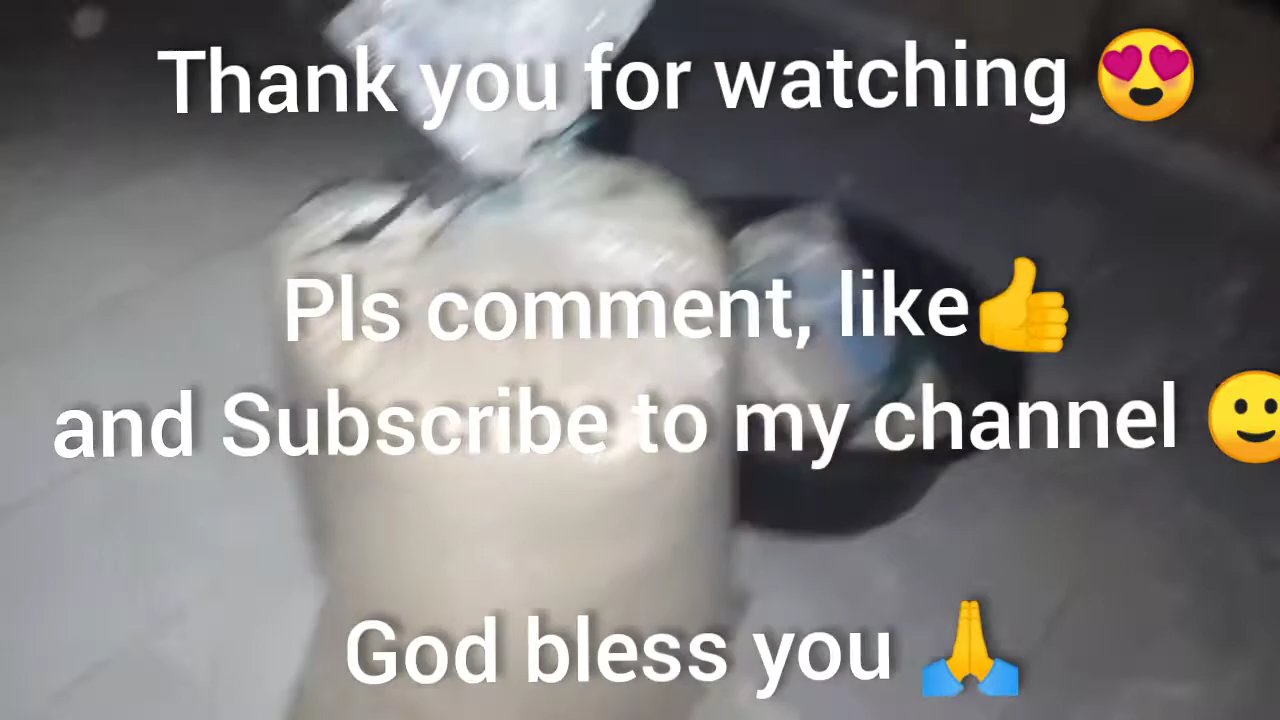 Thank you for watching 😍
Pls comment, like👍
and Subscribe to my channel 🙂
God bless you 🙏